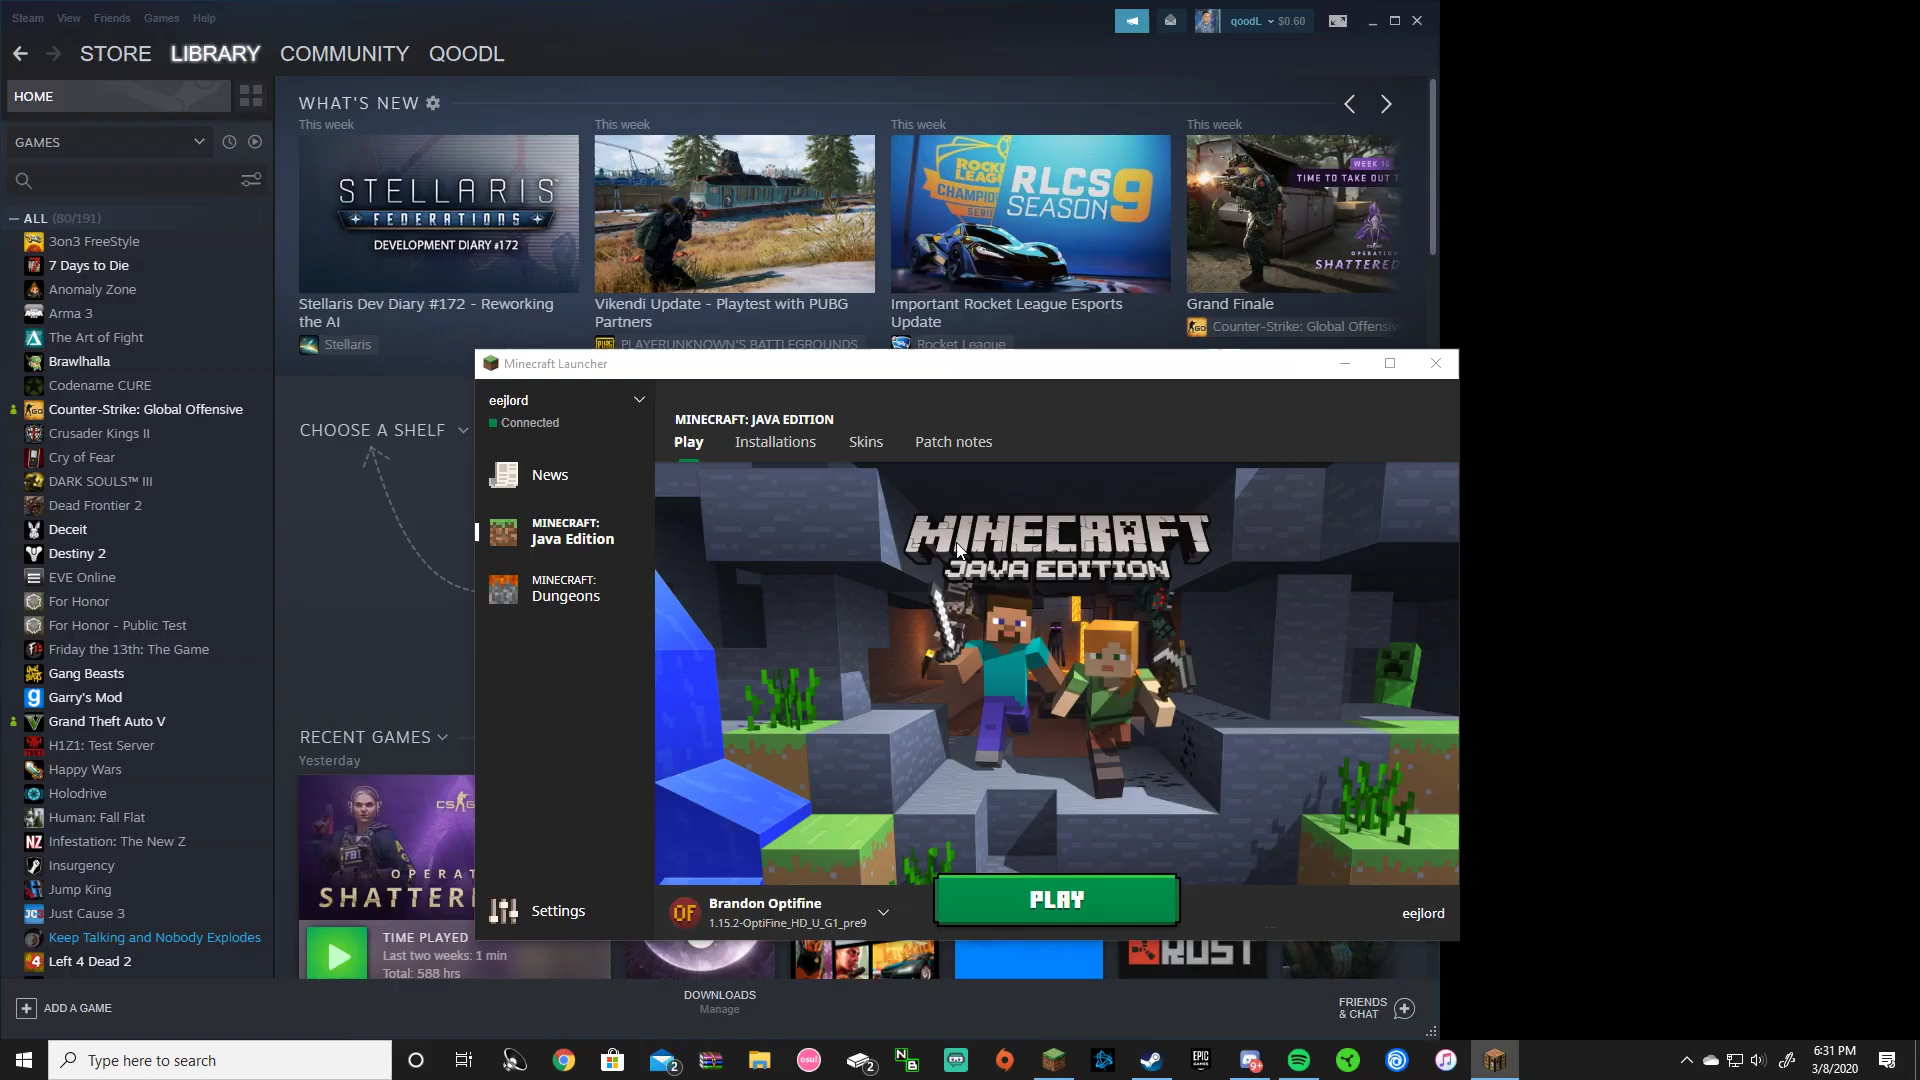 Steam View Friends Games Help
qoodL $0.60
STORE LIBRARY COMMUNITY QOODL
HOME
GAMES
ALL (80/191)
3on3 FreeStyle
7 Days to Die
Anomaly Zone
Arma 3
The Art of Fight
Brawlhalla
Codename CURE
Counter-Strike: Global Offensive
Crusader Kings II
Cry of Fear
DARK SOULS™ III
Dead Frontier 2
Deceit
Destiny 2
EVE Online
For Honor
For Honor - Public Test
Friday the 13th: The Game
Gang Beasts
Garry's Mod
Grand Theft Auto V
H1Z1: Test Server
Happy Wars
Holodrive
Human: Fall Flat
Infestation: The New Z
Insurgency
Jump King
Just Cause 3
Keep Talking and Nobody Explodes
Left 4 Dead 2
ADD A GAME
WHAT'S NEW
This week
STELLARIS
FEDERATIONS
DEVELOPMENT DIARY #172
Stellaris Dev Diary #172 - Reworking
the AI
Stellaris
This week
Vikendi Update - Playtest with PUBG
Partners
PLAYERUNKNOWN'S BATTLEGROUNDS
This week
RLCS 9
SEASON
Important Rocket League Esports
Update
Rocket League
This week
TIME TO TAKE OUT T
SHATTERED
Grand Finale
Counter-Strike: Global Offensive
CHOOSE A SHELF
RECENT GAMES
Yesterday
CS GO
FBI
OPERAT
SHATTER
TIME PLAYED
Last two weeks: 1 min
Total: 588 hrs
RUST
DOWNLOADS
Manage
FRIENDS
& CHAT
Minecraft Launcher
eejlord
Connected
News
MINECRAFT:
Java Edition
MINECRAFT:
Dungeons
Settings
MINECRAFT: JAVA EDITION
Play Installations Skins Patch notes
MINECRAFT
JAVA EDITION
OF
Brandon Optifine
1.15.2-OptiFine_HD_U_G1_pre9
PLAY
eejlord
Type here to search
6:31 PM
3/8/2020